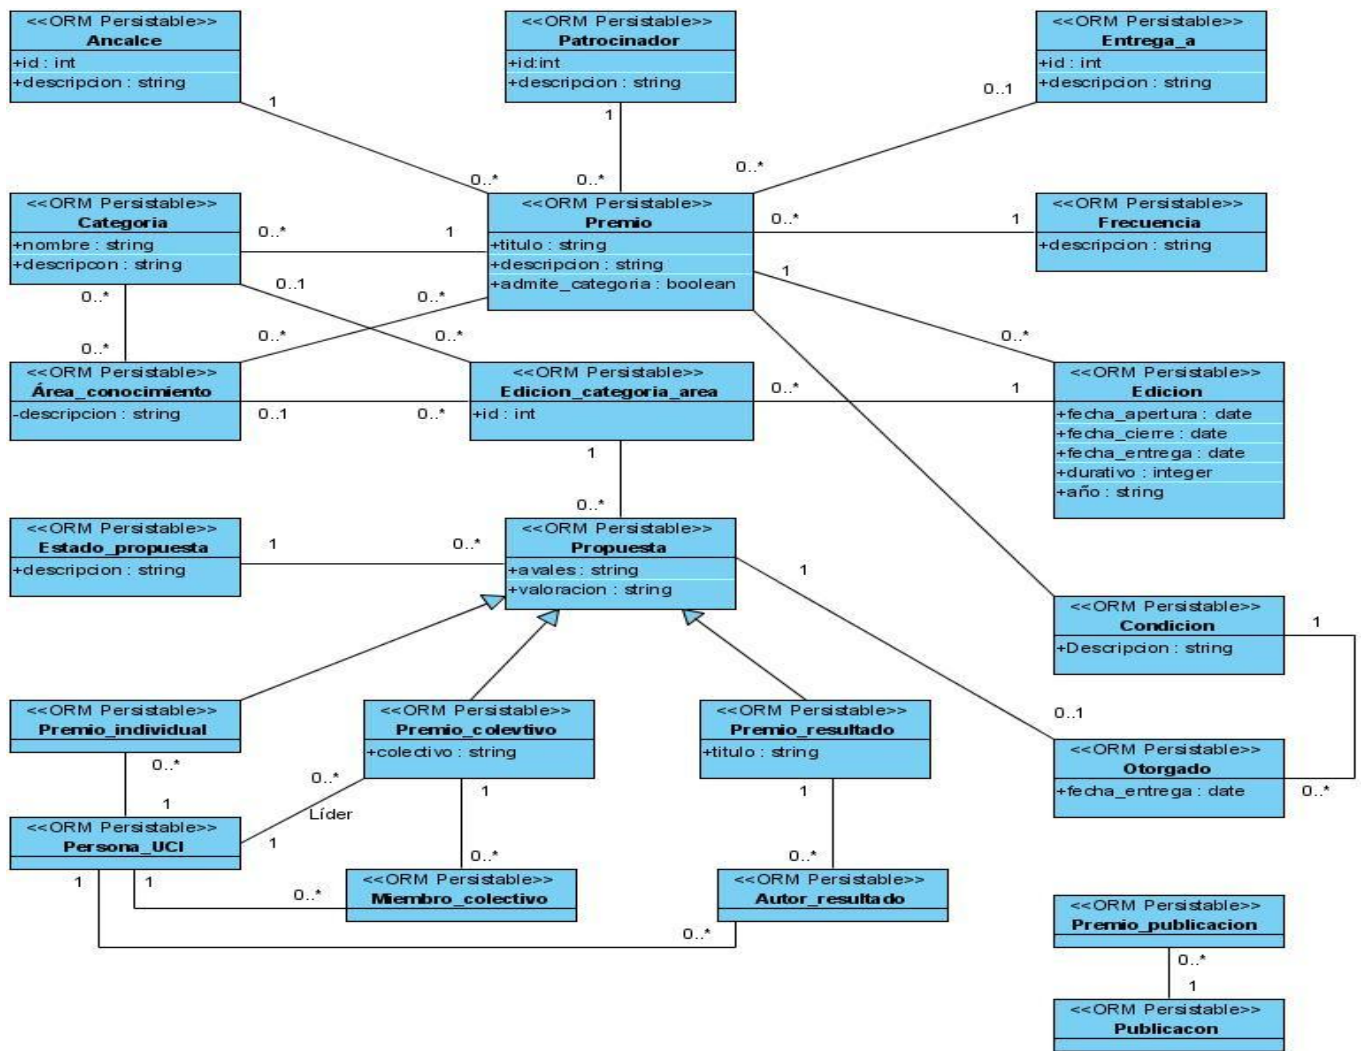 <<ORM Persistable>>
Ancalce
+id : int
+descripcion : string
<<ORM Persistable>>
Patrocinador
+id:int
+descripcion : string
<<ORM Persistable>>
Entrega_a
+id : int
+descripcion : string
1
1
0..1
0..*
0..*
0..*
<<ORM Persistable>>
Categoria
+nombre : string
+descripcon : string
<<ORM Persistable>>
Premio
+titulo : string
+descripcion : string
+admite_categoria : boolean
<<ORM Persistable>>
Frecuencia
+descripcion : string
0..*
1
0..*
1
1
0..*
0..1
0..*
0..*
0..*
0..*
0..*
<<ORM Persistable>>
Área_conocimiento
-descripcion : string
<<ORM Persistable>>
Edicion_categoria_area
+id : int
<<ORM Persistable>>
Edicion
+fecha_apertura : date
+fecha_cierre : date
+fecha_entrega : date
+durativo : integer
+año : string
0..1
0..*
0..*
1
1
0..*
<<ORM Persistable>>
Estado_propuesta
+descripcion : string
1
0..*
<<ORM Persistable>>
Propuesta
+avales : string
+valoracion : string
1
<<ORM Persistable>>
Condicion
+Descripcion : string
1
<<ORM Persistable>>
Premio_individual
<<ORM Persistable>>
Premio_colevtivo
+colectivo : string
<<ORM Persistable>>
Premio_resultado
+titulo : string
0..1
<<ORM Persistable>>
Otorgado
+fecha_entrega : date
0..*
0..*
1
0..*
Líder
1
1
0..*
1
0..*
<<ORM Persistable>>
Persona_UCI
1
1
0..*
<<ORM Persistable>>
Miembro_colectivo
<<ORM Persistable>>
Autor_resultado
0..*
<<ORM Persistable>>
Premio_publicacion
0..*
1
<<ORM Persistable>>
Publicacon